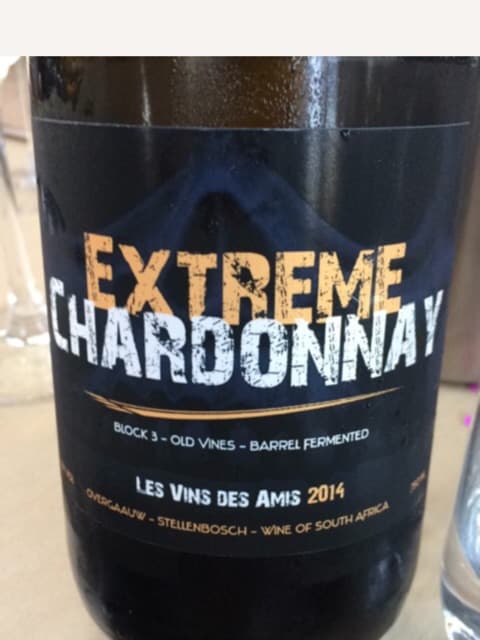 EXTREME
CHARDONNAY
BLOCK 3 - OLD VINES - BARREL FERMENTED
LES VINS DES AMIS 2014
OVERGAAUW - STELLENBOSCH - WINE OF SOUTH AFRICA